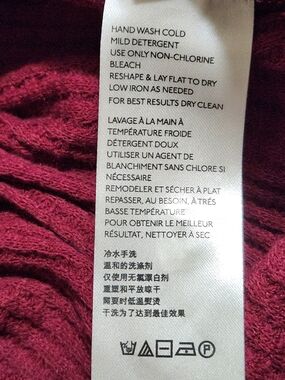 HAND WASH COLD
MILD DETERGENT
USE ONLY NON-CHLORINE
BLEACH
RESHAPE & LAY FLAT TO DRY
LOW IRON AS NEEDED
FOR BEST RESULTS DRY CLEAN
LAVAGE À LA MAIN À
TEMPÉRATURE FROIDE
DÉTERGENT DOUX
UTILISER UN AGENT DE
BLANCHIMENT SANS CHLORE SI
NÉCESSAIRE
REMODELER ET SÉCHER À PLAT
REPASSER, AU BESOIN, À TRÈS
BASSE TEMPÉRATURE
POUR OBTENIR LE MEILLEUR
RÉSULTAT, NETTOYER À SEC
冷水手洗
温和的洗涤剂
仅使用无氯漂白剂
重塑和平放晾干
需要时低温熨烫
干洗为了达到最佳效果
P